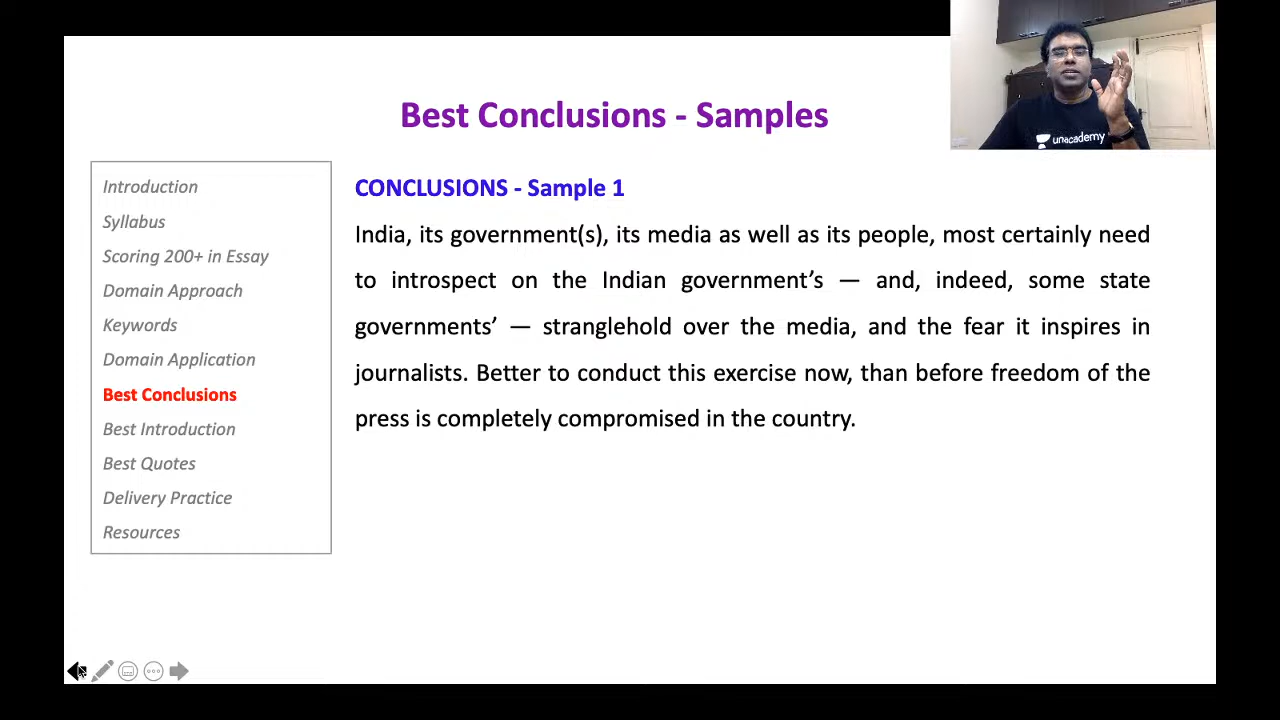 unacademy
Best Conclusions - Samples
Introduction
Syllabus
Scoring 200+ in Essay
Domain Approach
Keywords
Domain Application
Best Conclusions
Best Introduction
Best Quotes
Delivery Practice
Resources
CONCLUSIONS - Sample 1
India, its government(s), its media as well as its people, most certainly need
to introspect on the Indian government’s — and, indeed, some state
governments’ — stranglehold over the media, and the fear it inspires in
journalists. Better to conduct this exercise now, than before freedom of the
press is completely compromised in the country.